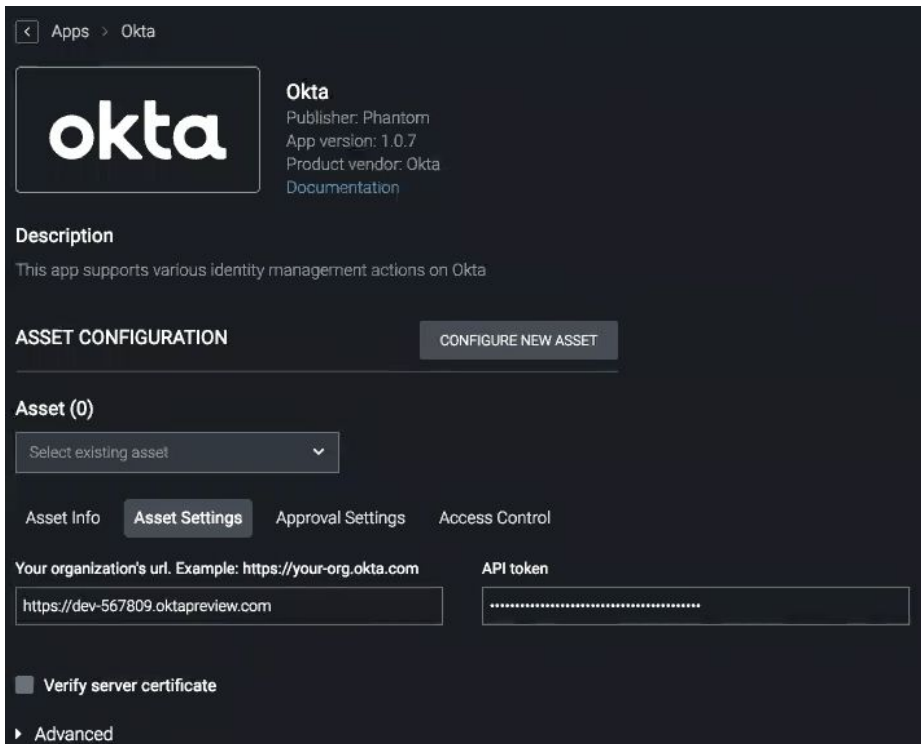 Apps > Okta
okta
Okta
Publisher: Phantom
App version: 1.0.7
Product vendor: Okta
Documentation
Description
This app supports various identity management actions on Okta
ASSET CONFIGURATION
CONFIGURE NEW ASSET
Asset (0)
Select existing asset
Asset Info Asset Settings Approval Settings Access Control
Your organization's url. Example: https://your-org.okta.com
API token
https://dev-567809.oktapreview.com
Verify server certificate
Advanced